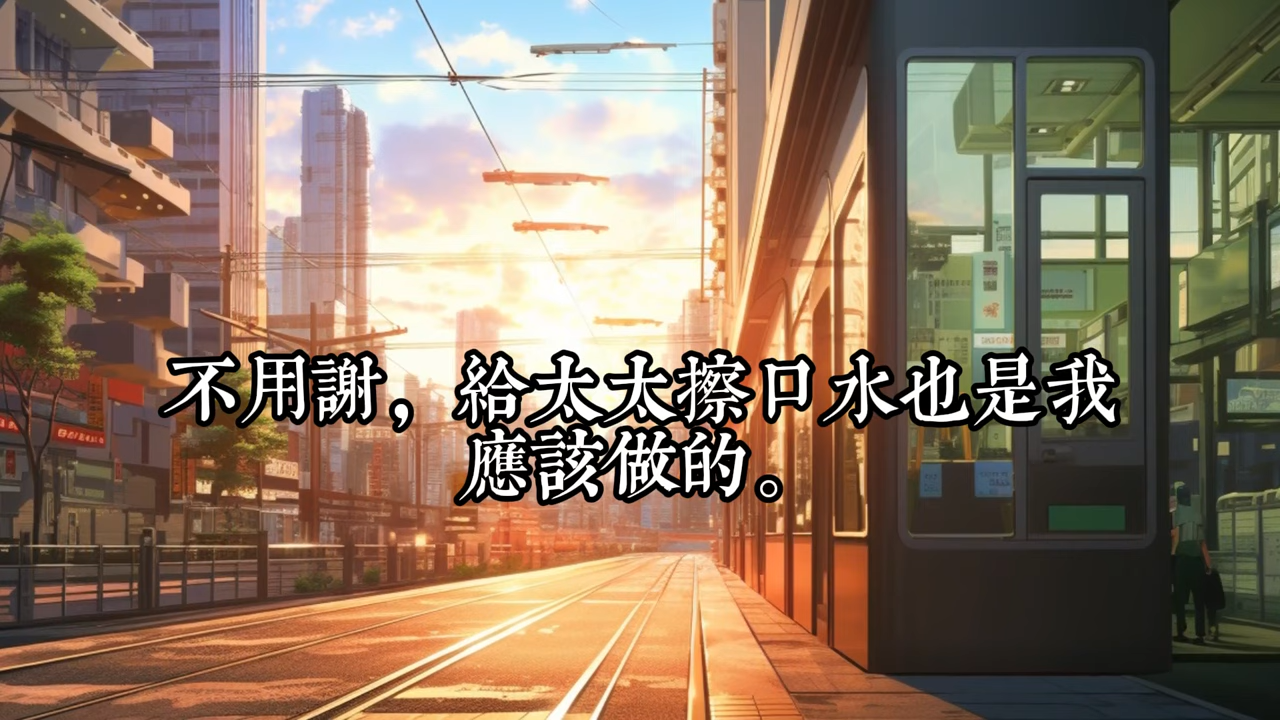 不用謝，給太太擦口水也是我
應該做的。